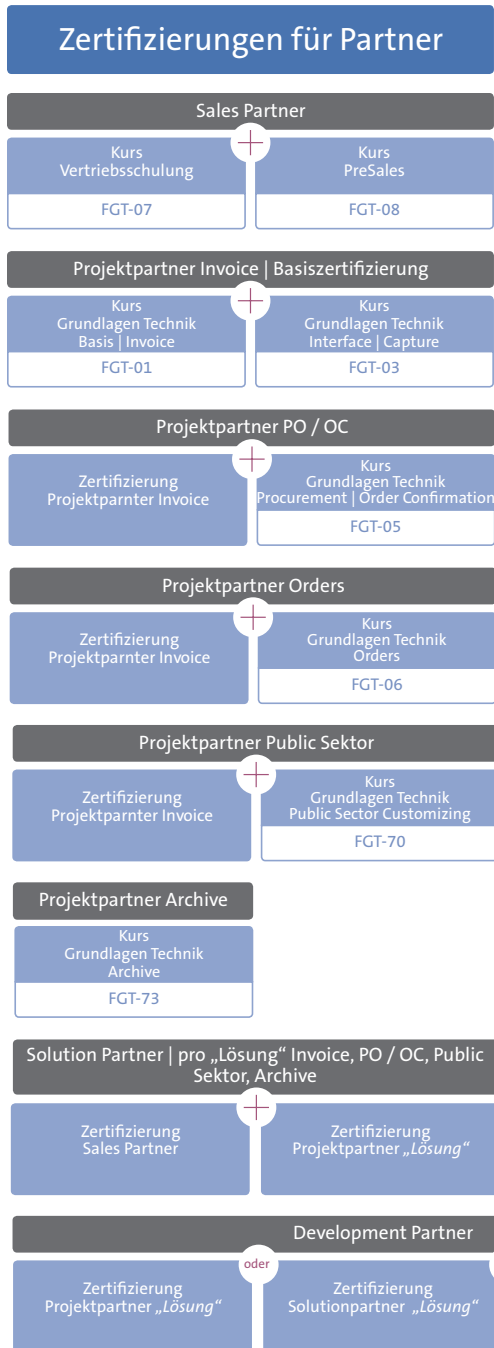 Zertifizierungen für Partner
Sales Partner
Kurs
Vertriebsschulung
FGT-07
Kurs
PreSales
FGT-08
Projektpartner Invoice | Basiszertifizierung
Kurs
Grundlagen Technik
Basis | Invoice
FGT-01
Kurs
Grundlagen Technik
Interface | Capture
FGT-03
Projektpartner PO / OC
Zertifizierung
Projektparnter Invoice
Kurs
Grundlagen Technik
Procurement | Order Confirmation
FGT-05
Projektpartner Orders
Zertifizierung
Projektparnter Invoice
Kurs
Grundlagen Technik
Orders
FGT-06
Projektpartner Public Sektor
Zertifizierung
Projektparnter Invoice
Kurs
Grundlagen Technik
Public Sector Customizing
FGT-70
Projektpartner Archive
Kurs
Grundlagen Technik
Archive
FGT-73
Solution Partner | pro „Lösung“ Invoice, PO / OC, Public
Sektor, Archive
Zertifizierung
Sales Partner
Zertifizierung
Projektpartner „Lösung“
Development Partner
Zertifizierung
Projektpartner „Lösung“
oder
Zertifizierung
Solutionpartner „Lösung“